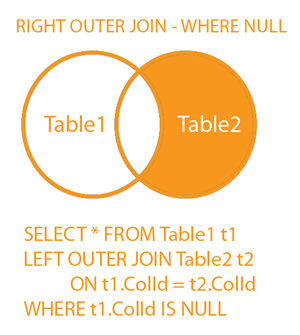 RIGHT OUTER JOIN - WHERE NULL
Table1
Table2
SELECT * FROM Table1 t1
LEFT OUTER JOIN Table2 t2
ON t1.ColId = t2.ColId
WHERE t1.ColId IS NULL